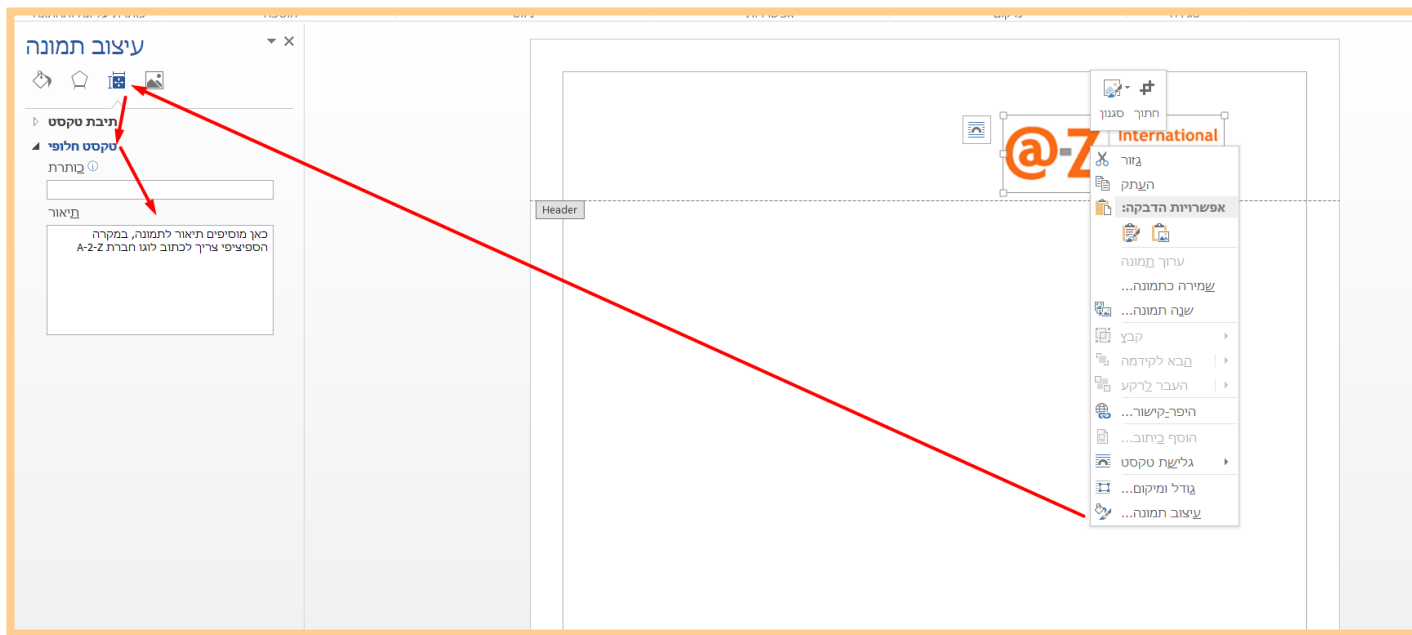 עיצוב תמונה
תיבת טקסט
טקסט חלופי
כותרת
תיאור
כאן מוסיפים תיאור לתמונה, במקרה
הספיציפי צריך לכתוב לוגו חברת A-2-Z
Header
@-Z
International
חתוך
סגנון
גזור
העתק
אפשרויות הדבקה:
ערוך תמונה
שמירה כתמונה...
שנה תמונה...
קבץ
הבא לקידמה
העבר לרקע
היפר-קישור...
הוסף כיתוב...
גלישת טקסט
גודל ומיקום...
עיצוב תמונה...